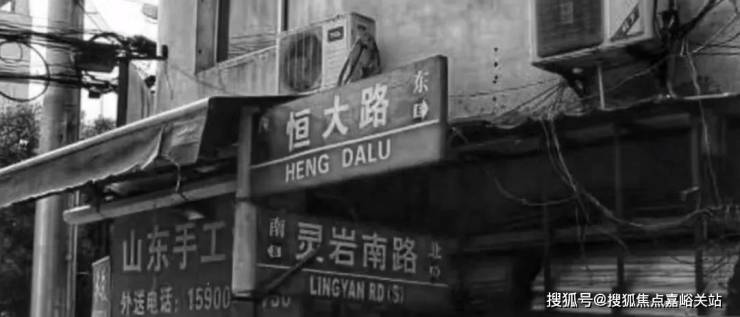 TCL
东
恒大路
HENG DALU
南
灵岩南路
北
LINGYAN RD(S)
山东手工
外送电话:15900
搜狐号@搜狐焦点嘉峪关站